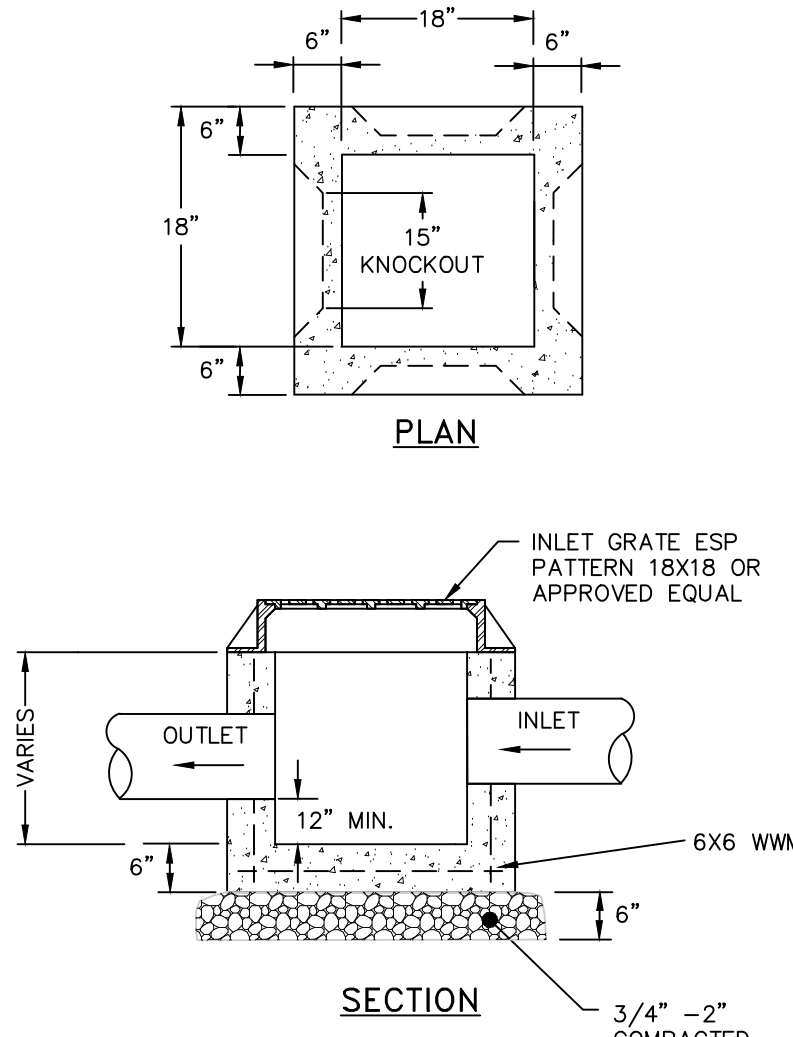 18”
6”
6”
6”
18”
15”
KNOCKOUT
6”
PLAN
INLET GRATE ESP
PATTERN 18X18 OR
APPROVED EQUAL
VARIES
OUTLET
INLET
12” MIN.
6”
6X6 WWM
6”
SECTION
3/4” –2”
COMPACTED